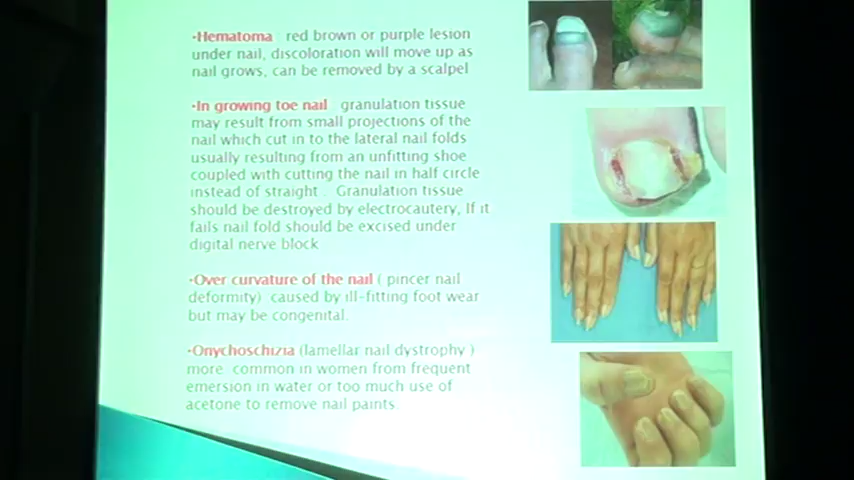 •Hematoma red brown or purple lesion
under nail, discoloration will move up as
nail grows, can be removed by a scalpel
•In growing toe nail granulation tissue
may result from small projections of the
nail which cut in to the lateral nail folds
usually resulting from an unfitting shoe
coupled with cutting the nail in half circle
instead of straight . Granulation tissue
should be destroyed by electrocautery, If it
fails nail fold should be excised under
digital nerve block
•Over curvature of the nail ( pincer nail
deformity) caused by ill-fitting foot wear
but may be congenital.
•Onychoschizia (lamellar nail dystrophy )
more common in women from frequent
emersion in water or too much use of
acetone to remove nail paints.